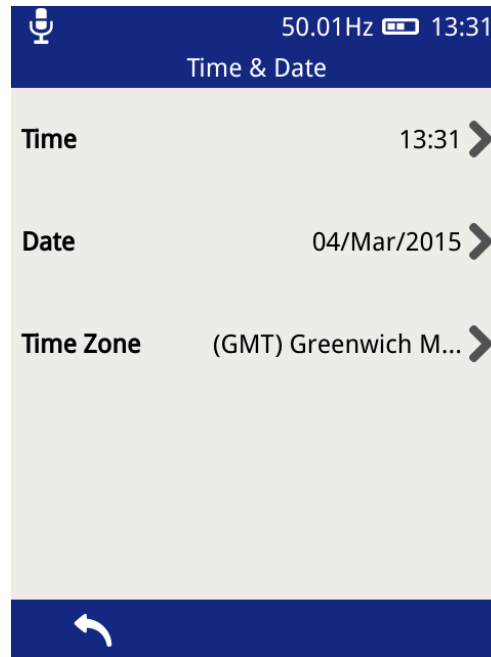 50.01Hz 13:31
Time & Date
Time 13:31
Date 04/Mar/2015
Time Zone (GMT) Greenwich M...